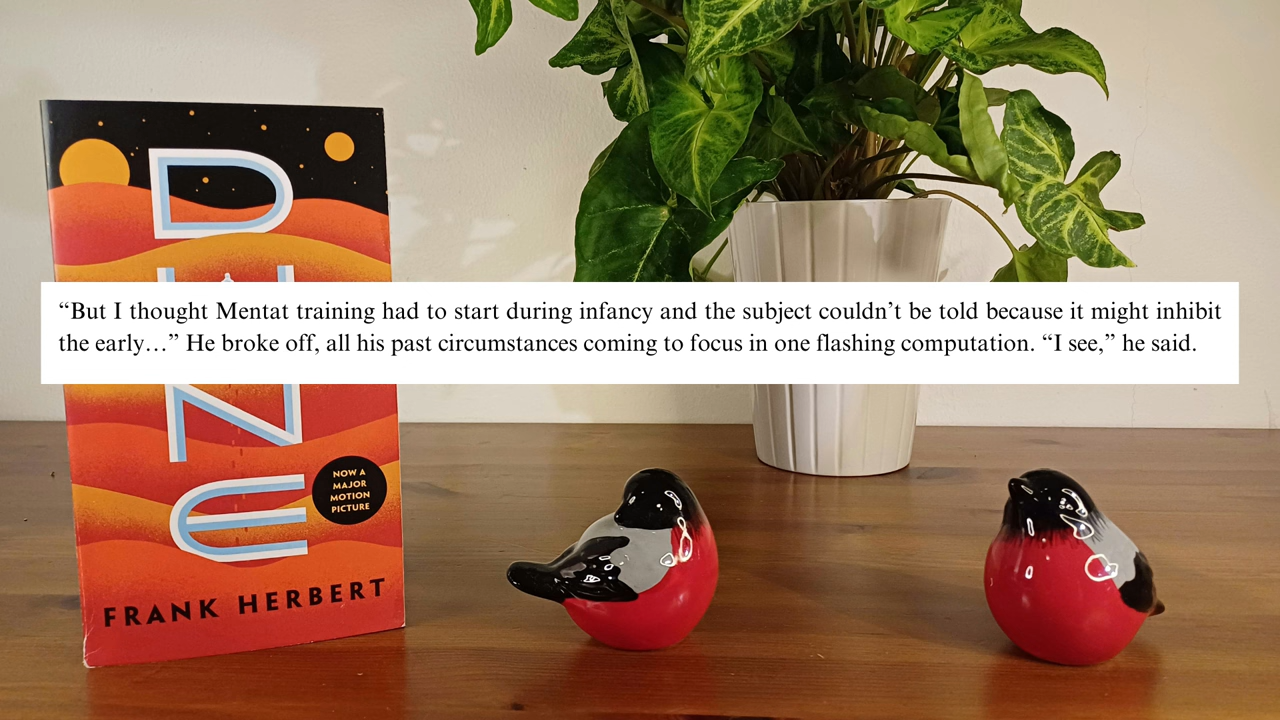 DUNE
“But I thought Mentat training had to start during infancy and the subject couldn’t be told because it might inhibit
the early…” He broke off, all his past circumstances coming to focus in one flashing computation. “I see,” he said.
NOW A
MAJOR
MOTION
PICTURE
FRANK HERBERT